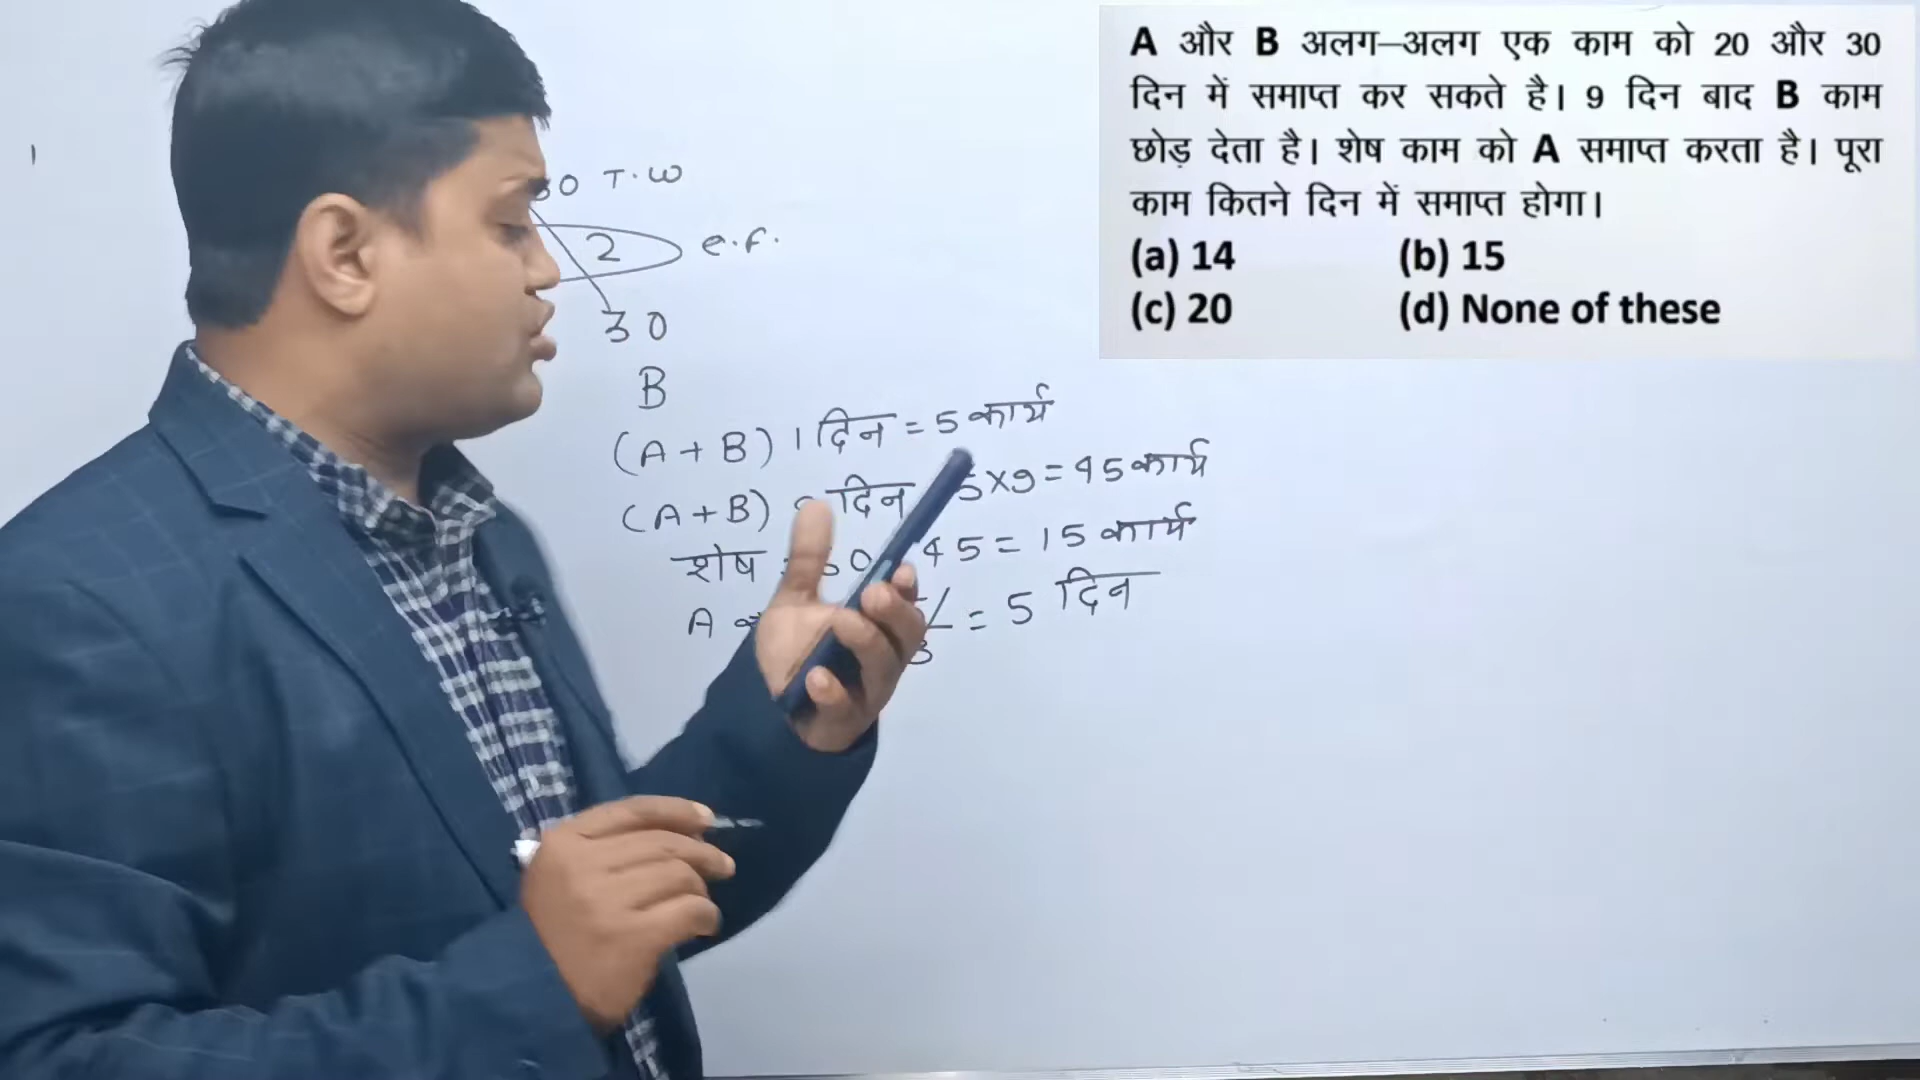 A और B अलग–अलग एक काम को 20 और 30
दिन में समाप्त कर सकते है। 9 दिन बाद B काम
छोड़ देता है। शेष काम को A समाप्त करता है। पूरा
काम कितने दिन में समाप्त होगा।
(a) 14 (b) 15
(c) 20 (d) None of these
T.W
2 e.f.
30
B
(A+B) 1 दिन = 5 कार्य
(A+B) दिन 5×9 = 45 कार्य
शेष 45 = 15 कार्य
A 3 = 5 दिन